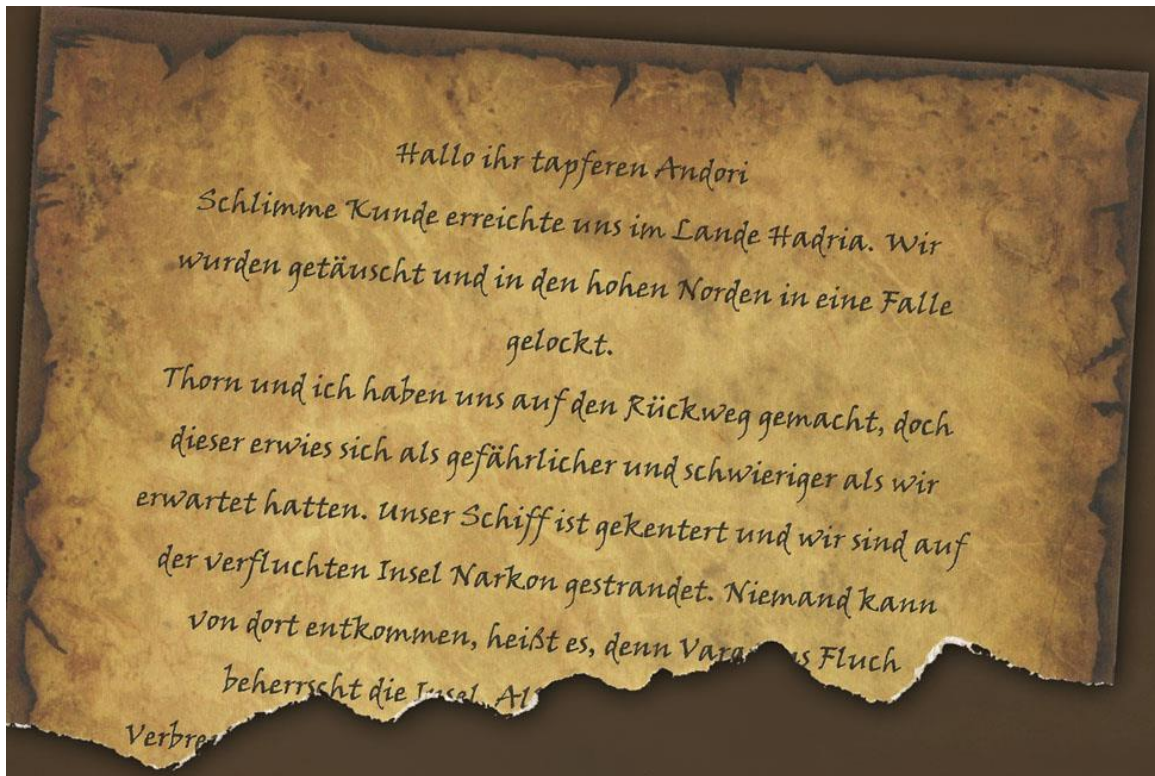 Hallo ihr tapferen Andori
Schlimme Kunde erreichte uns im Lande Hadria. Wir
wurden getäuscht und in den hohen Norden in eine Falle
gelockt.
Thorn und ich haben uns auf den Rückweg gemacht, doch
dieser erwies sich als gefährlicher und schwieriger als wir
erwartet hatten. Unser Schiff ist gekentert und wir sind auf
der verfluchten Insel Narkon gestrandet. Niemand kann
von dort entkommen, heißt es, denn Fluch
beherrscht die Insel.